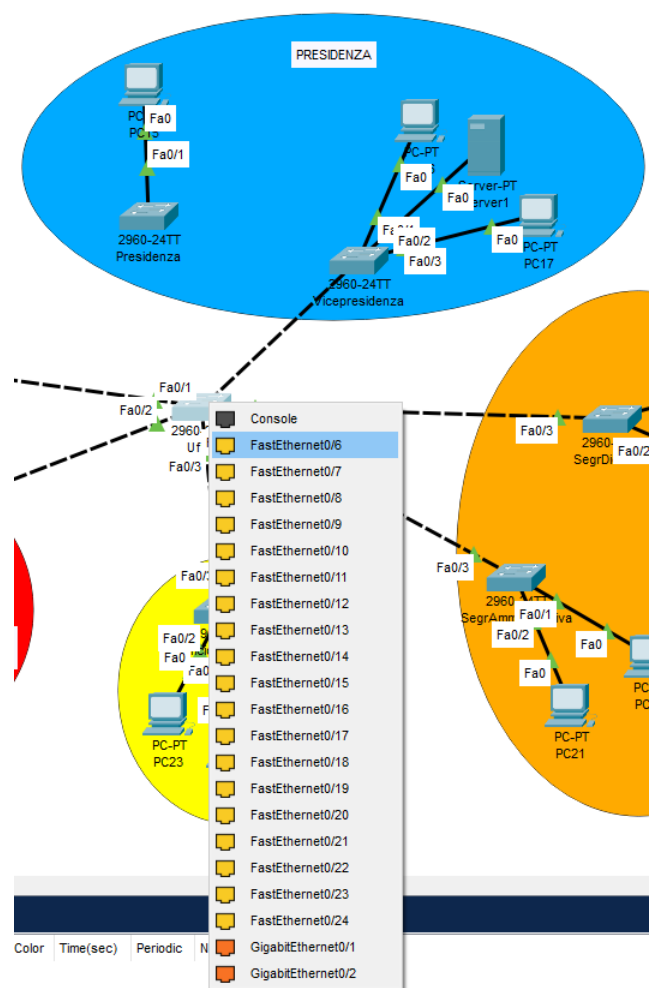 PRESIDENZA
Fa0
PC15
Fa0/1
2960-24TT
Presidenza
PC-PT
Fa0
Server-PT
Server1
Fa0
Fa0/2
Fa0
Fa0/3
PC-PT
PC17
2960-24TT
Vicepresidenza
Fa0/1
Fa0/2
Fa0/3
Fa0/3
Fa0/2
Fa0/3
Fa0/1
Fa0/2
Fa0
Fa0
PC-PT
PC21
Fa0/2
Fa0
PC-PT
PC23
Console
FastEthernet0/6
FastEthernet0/7
FastEthernet0/8
FastEthernet0/9
FastEthernet0/10
FastEthernet0/11
FastEthernet0/12
FastEthernet0/13
FastEthernet0/14
FastEthernet0/15
FastEthernet0/16
FastEthernet0/17
FastEthernet0/18
FastEthernet0/19
FastEthernet0/20
FastEthernet0/21
FastEthernet0/22
FastEthernet0/23
FastEthernet0/24
GigabitEthernet0/1
GigabitEthernet0/2
Color Time(sec) Periodic